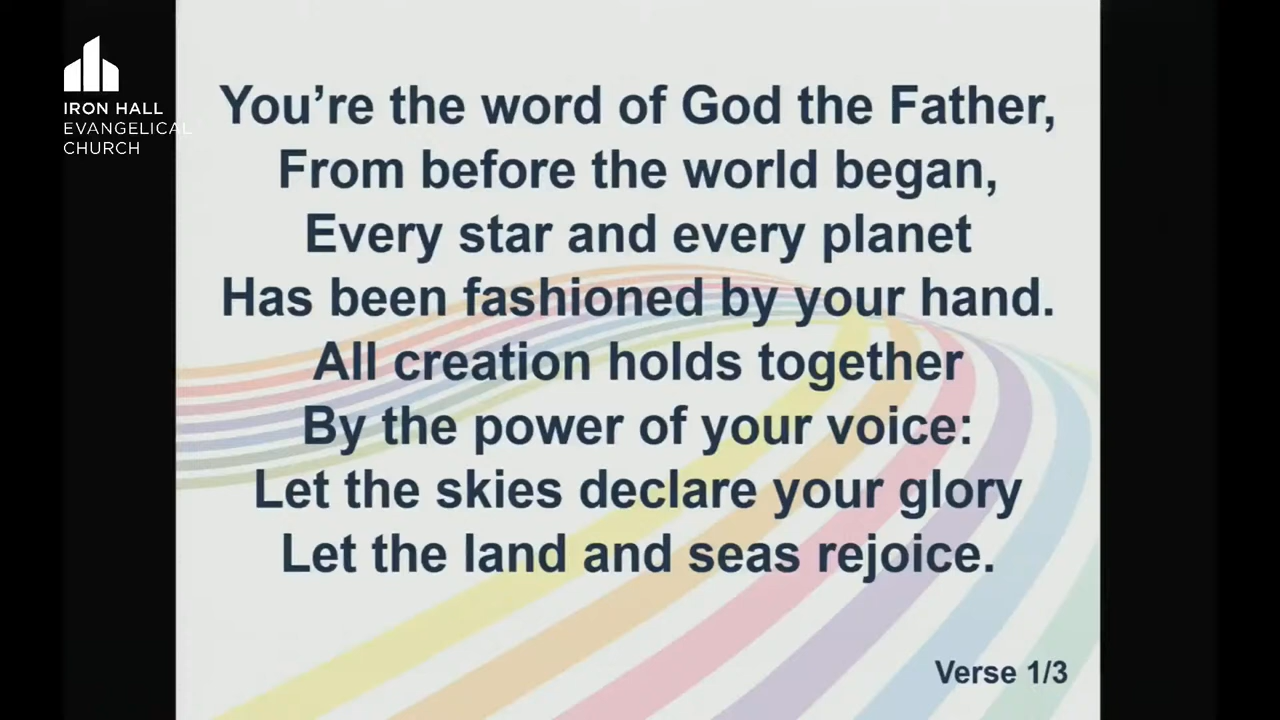 IRON HALL
EVANGELICAL
CHURCH
You’re the word of God the Father,
From before the world began,
Every star and every planet
Has been fashioned by your hand.
All creation holds together
By the power of your voice:
Let the skies declare your glory
Let the land and seas rejoice.
Verse 1/3